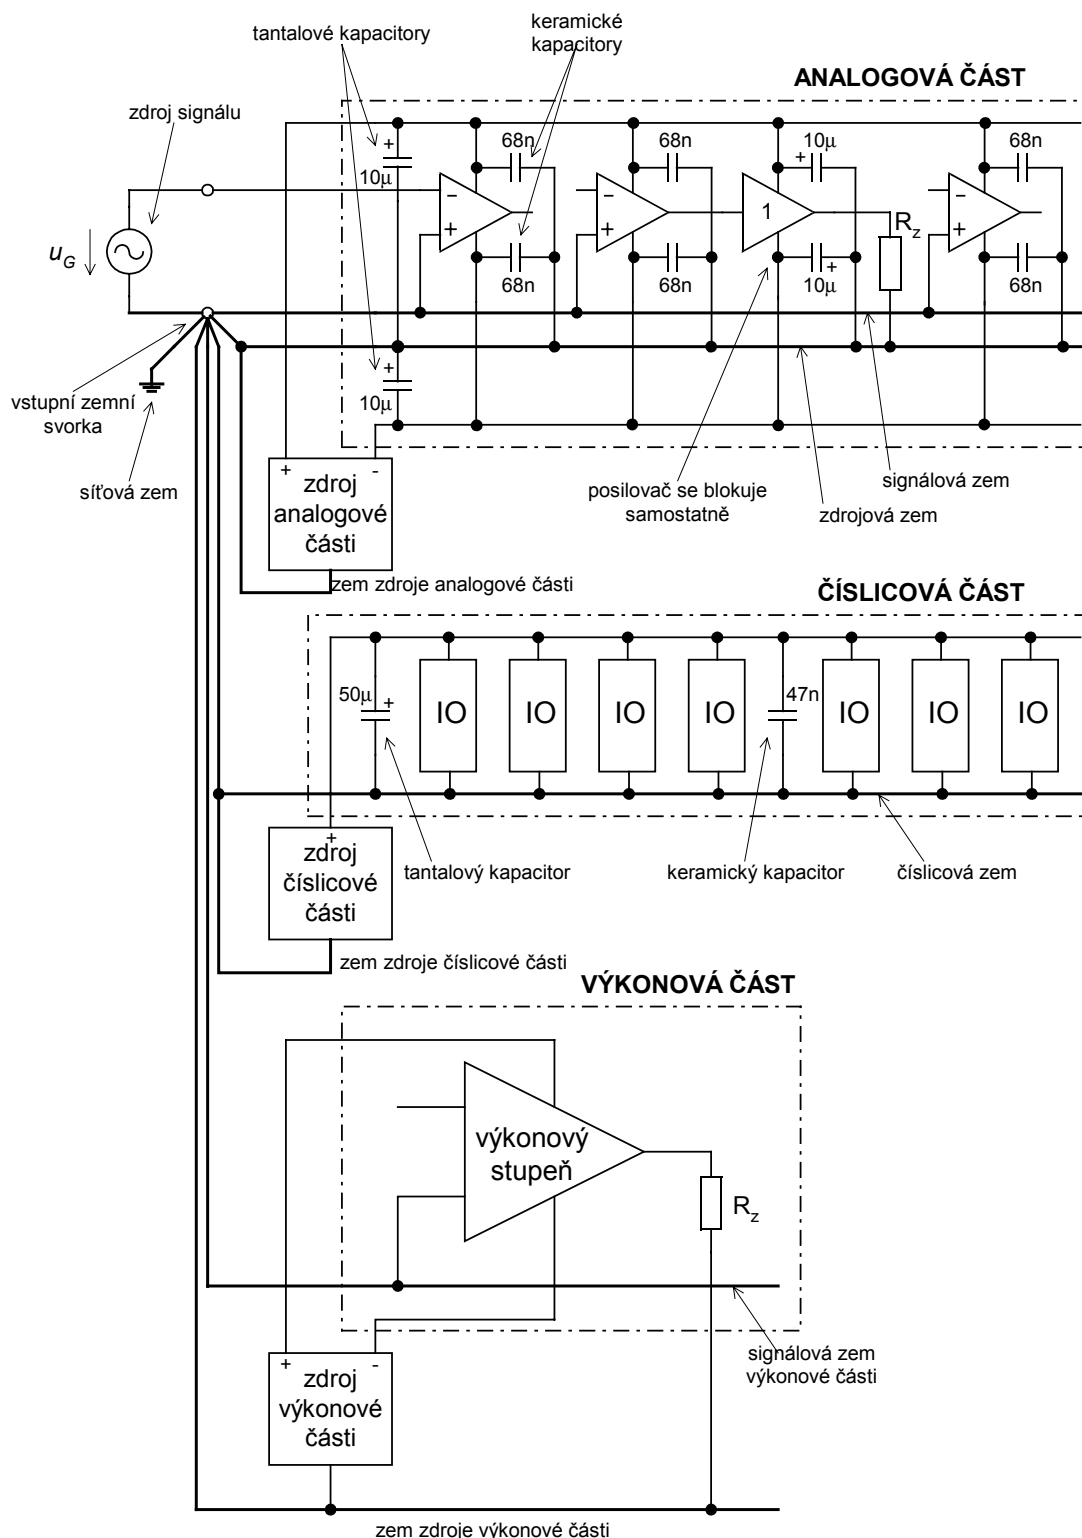 keramické
kapacitory
tantalové kapacitory
ANALOGOVÁ ČÁST
zdroj signálu
+
10μ
68n
68n
+
10μ
68n
−
+
−
+
1
R_z
−
+
u_G
68n
68n
10μ
+
68n
10μ
vstupní zemní
svorka
síťová zem
+ -
zdroj
analogové
části
posilovač se blokuje
samostatně
signálová zem
zdrojová zem
zem zdroje analogové části
ČÍSLICOVÁ ČÁST
50μ
+
IO
IO
IO
IO
47n
IO
IO
IO
+
zdroj
číslicové
části
tantalový kapacitor
keramický kapacitor
číslicová zem
zem zdroje číslicové části
VÝKONOVÁ ČÁST
výkonový
stupeň
R_z
+ -
zdroj
výkonové
části
signálová zem
výkonové části
zem zdroje výkonové části